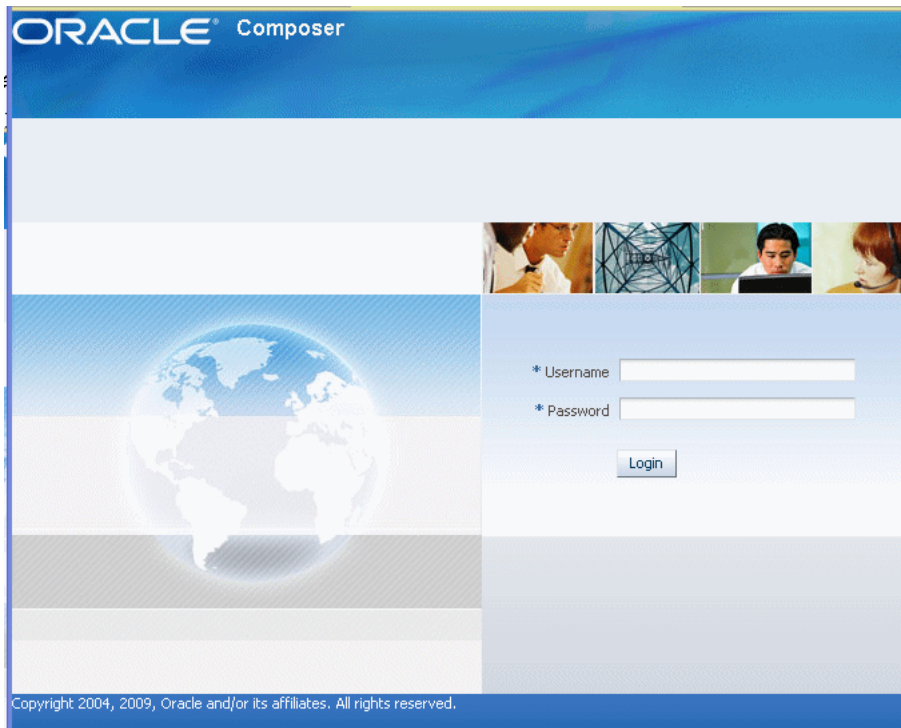 ORACLE® Composer
* Username
* Password
Login
Copyright 2004, 2009, Oracle and/or its affiliates. All rights reserved.